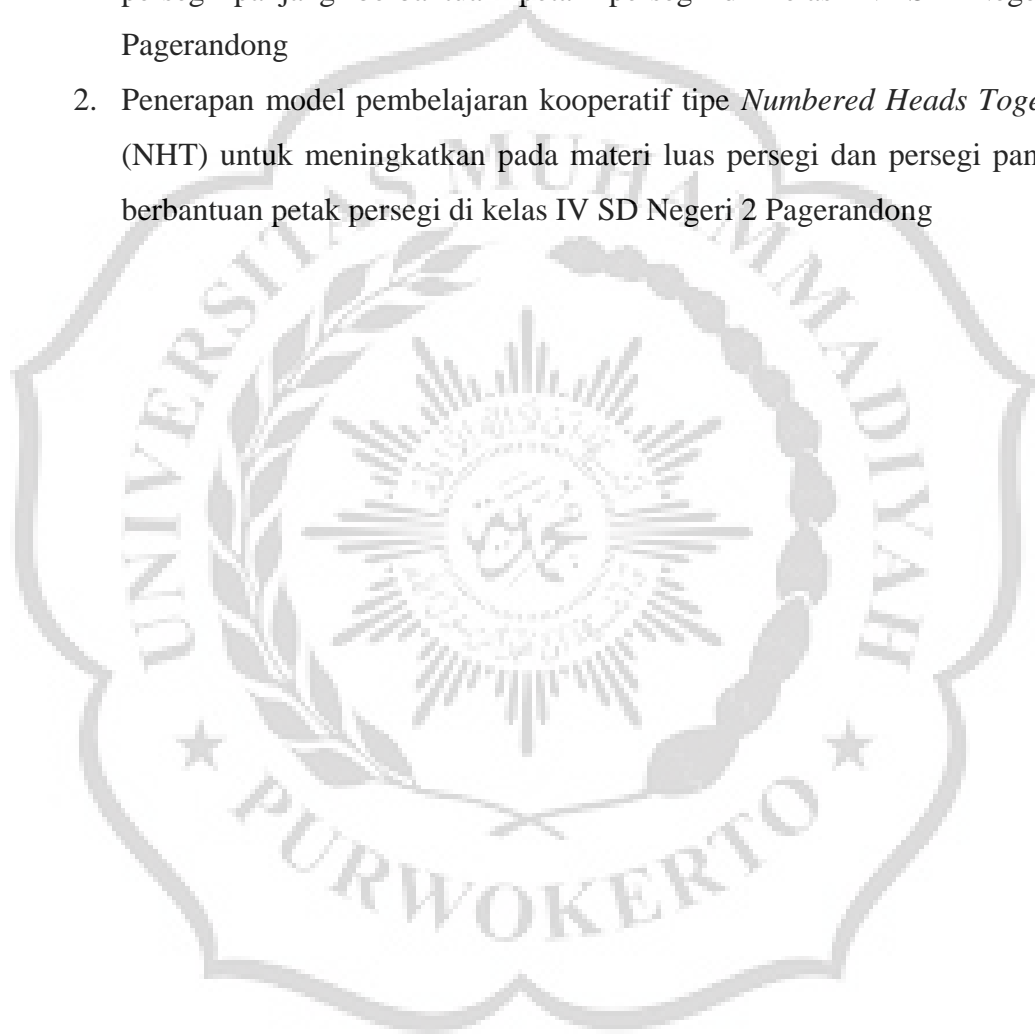 Pagerandong
2. Penerapan model pembelajaran kooperatif tipe Numbered Heads Toge
(NHT) untuk meningkatkan pada materi luas persegi dan persegi pan
berbantuan petak persegi di kelas IV SD Negeri 2 Pagerandong
UNIVERSITAS MUHAMMADIYAH
PURWOKERTO